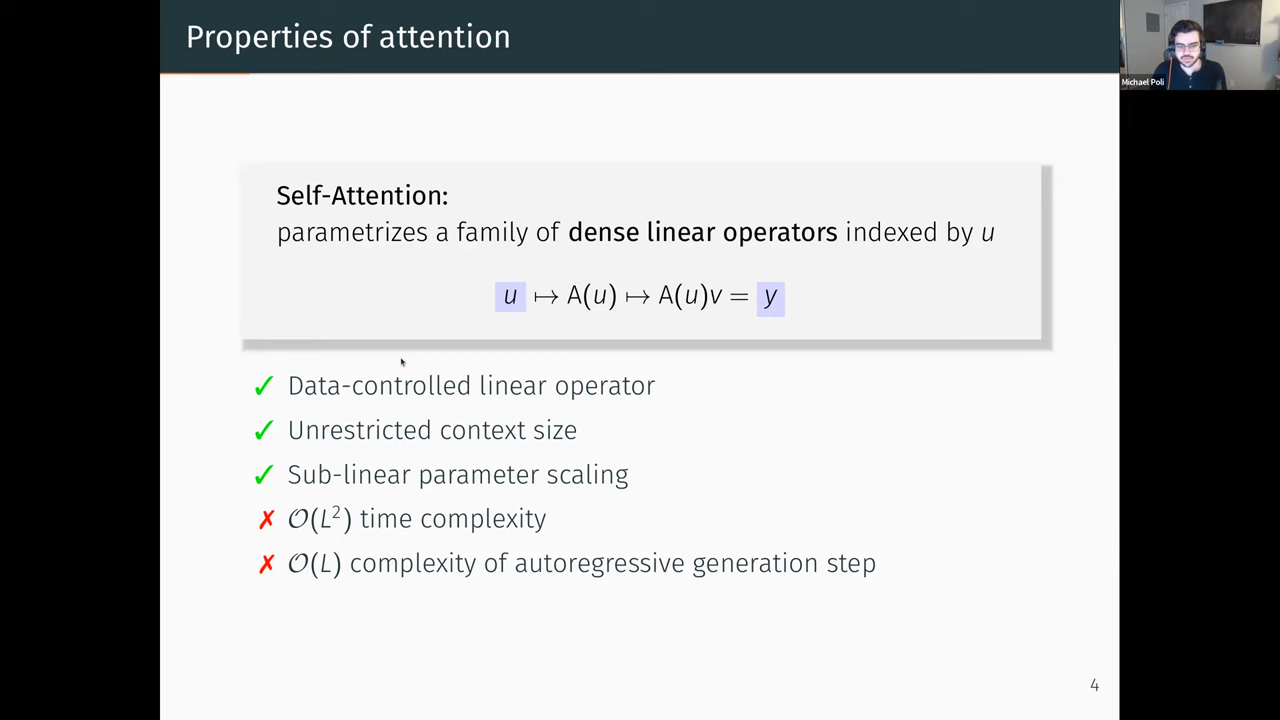 Properties of attention
Michael Poli
Self-Attention:
parametrizes a family of dense linear operators indexed by u
u ↦ A(u) ↦ A(u)v = y
✓ Data-controlled linear operator
✓ Unrestricted context size
✓ Sub-linear parameter scaling
✗ 𝒪(L²) time complexity
✗ 𝒪(L) complexity of autoregressive generation step
4